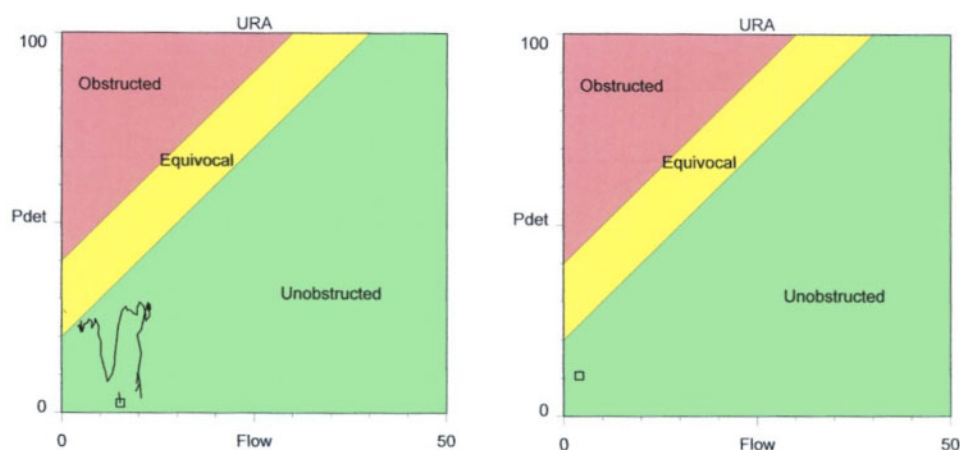 URA
100
Obstructed
Equivocal
Pdet
Unobstructed
0
0
Flow
50
URA
100
Obstructed
Equivocal
Pdet
Unobstructed
0
0
Flow
50